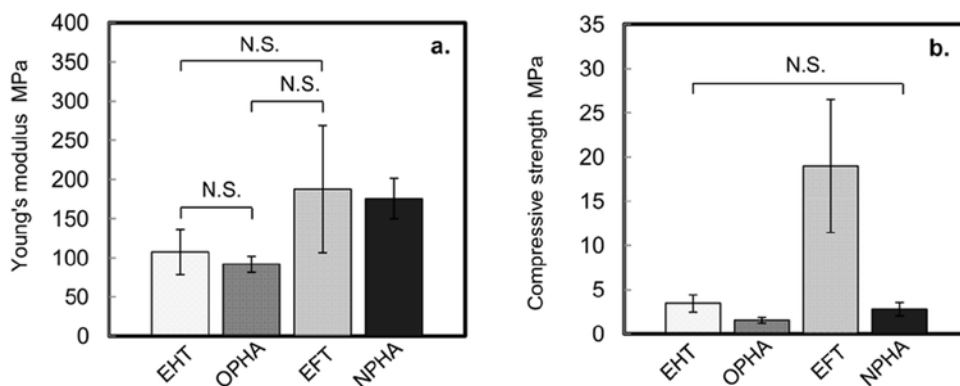 a.
Young's modulus MPa
400
350
300
250
200
150
100
50
0
N.S.
N.S.
N.S.
EHT OPHA EFT NPHA
b.
Compressive strength MPa
35
30
25
20
15
10
5
0
N.S.
EHT OPHA EFT NPHA